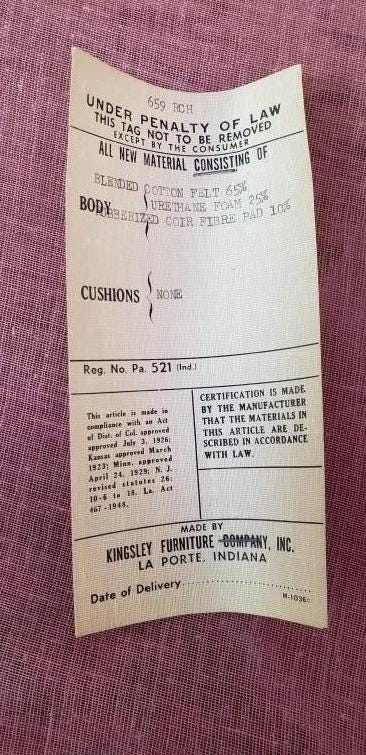 659 RCH
UNDER PENALTY OF LAW
THIS TAG NOT TO BE REMOVED
EXCEPT BY THE CONSUMER
ALL NEW MATERIAL CONSISTING OF
BLENDED COTTON FELT 65%
BODY URETHANE FOAM 25%
RUBBERIZED COIR FIBRE PAD 10%
CUSHIONS NONE
Reg. No. Pa. 521 (Ind.)
This article is made in
compliance with an Act
of Dist. of Col. approved
approved July 3, 1926;
Kansas approved March
1923; Minn. approved
April 24, 1929; N. J.
revised statutes 26;
10-6 to 18. La. Act
467-1948.
CERTIFICATION IS MADE
BY THE MANUFACTURER
THAT THE MATERIALS IN
THIS ARTICLE ARE DE-
SCRIBED IN ACCORDANCE
WITH LAW.
MADE BY
KINGSLEY FURNITURE COMPANY, INC.
LA PORTE, INDIANA
Date of Delivery